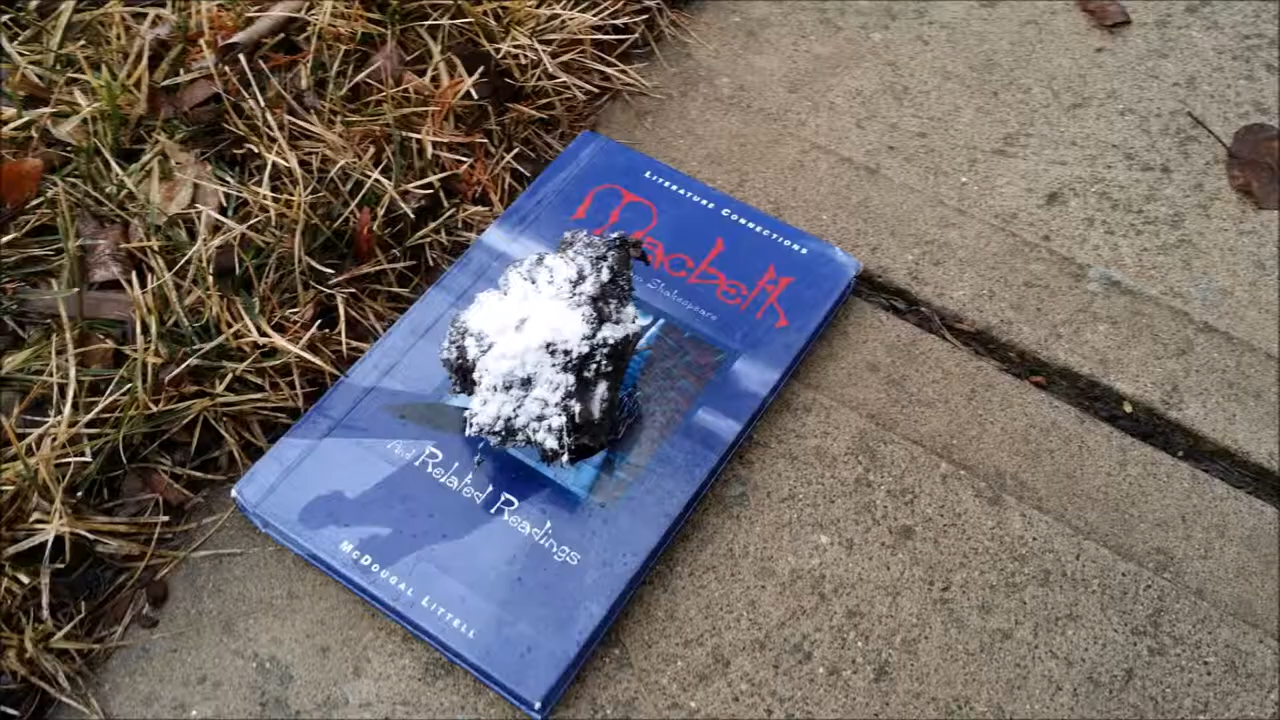 LITERATURE CONNECTIONS
Macbeth
Shakespeare
And Related Readings
MCDOUGAL LITTELL